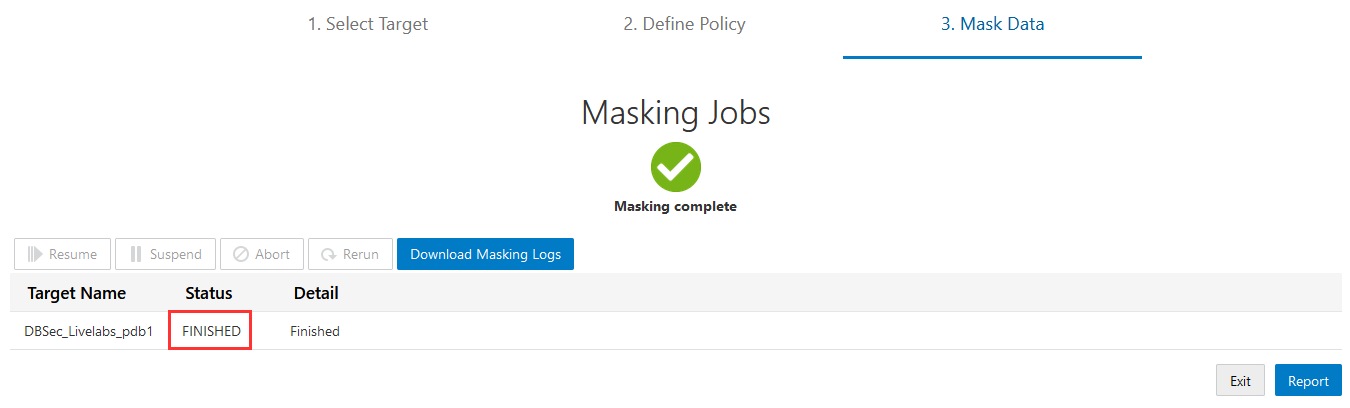 1. Select Target 2. Define Policy 3. Mask Data
Masking Jobs
Masking complete
Resume Suspend Abort Rerun Download Masking Logs
Target Name Status Detail
DBSec_Livelabs_pdb1 FINISHED Finished
Exit Report